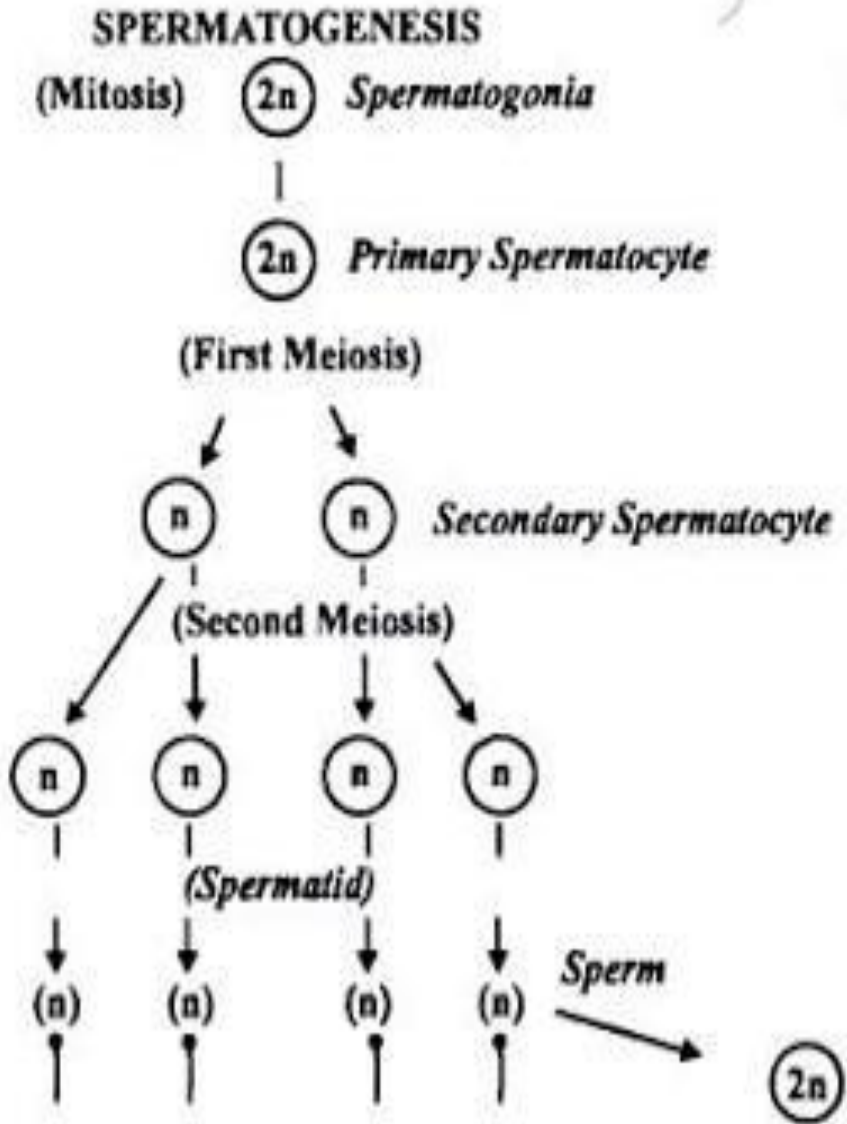 SPERMATOGENESIS
(Mitosis) 2n Spermatogonia
2n Primary Spermatocyte
(First Meiosis)
n n Secondary Spermatocyte
(Second Meiosis)
n n n n
(Spermatid)
Sperm
(n) (n) (n) (n)
2n